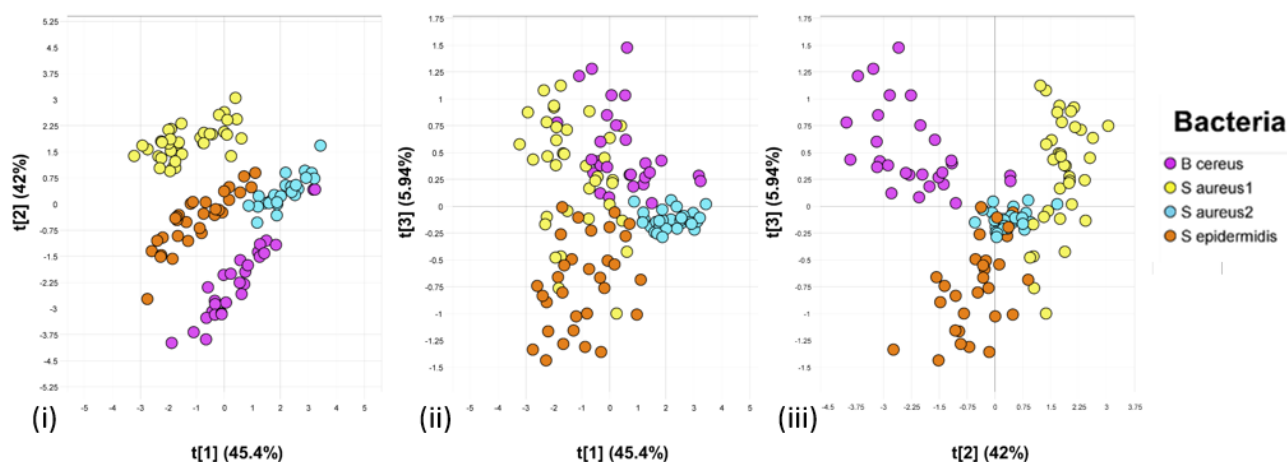 5.25
4.5
3.75
3
2.25
1.5
0.75
0
-0.75
-1.5
-2.25
-3
-3.75
-4.5
-5.25
t[2] (42%)
-5 -4 -3 -2 -1 0 1 2 3 4 5
(i)
t[1] (45.4%)
1.75
1.5
1.25
1
0.75
0.5
0.25
0
-0.25
-0.5
-0.75
-1
-1.25
-1.5
t[3] (5.94%)
-5 -4 -3 -2 -1 0 1 2 3 4 5
(ii)
t[1] (45.4%)
1.75
1.5
1.25
1
0.75
0.5
0.25
0
-0.25
-0.5
-0.75
-1
-1.25
-1.5
t[3] (5.94%)
-4.5 -3.75 -3 -2.25 -1.5 -0.75 0 0.75 1.5 2.25 3 3.75
(iii)
t[2] (42%)
Bacteria
B cereus
S aureus1
S aureus2
S epidermidis